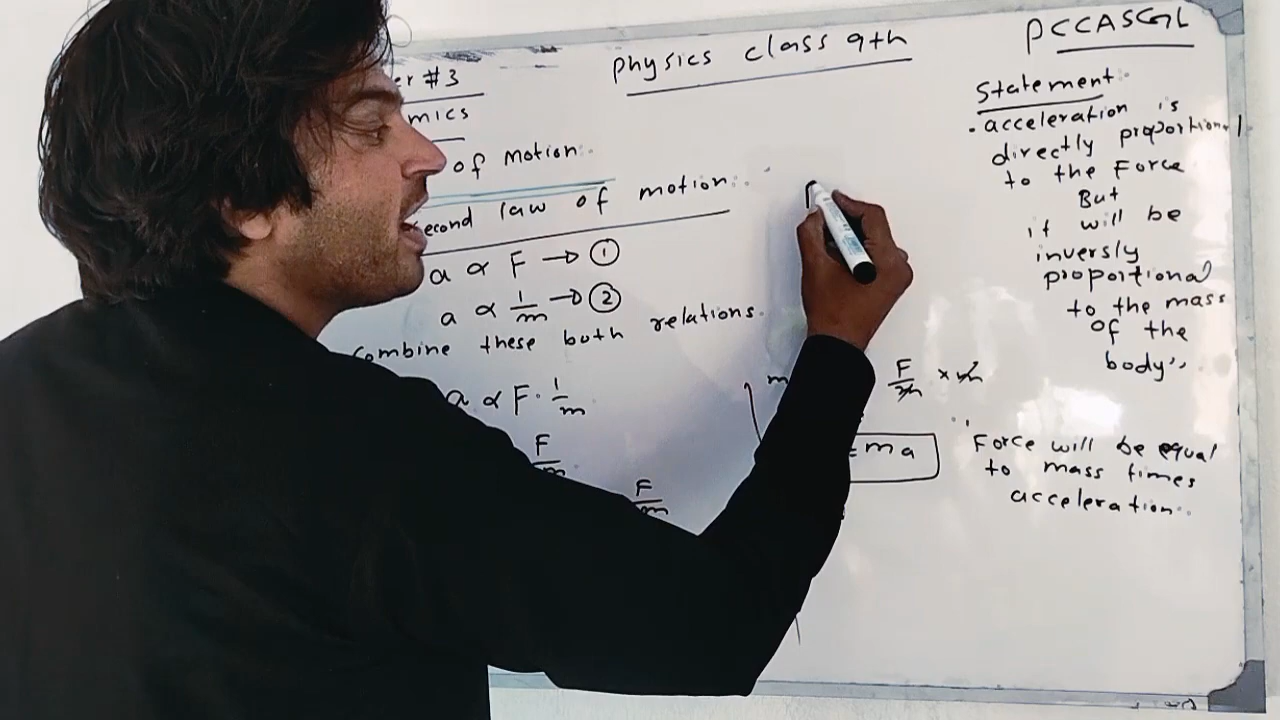 er #3
mics
of Motion:
econd law of motion:
a ∝ F → ①
a ∝ 1/m → ②
Combine these both relations.
a ∝ F · 1/m
F/m
F/m
physics class 9th
m
F/m × m
= m a
PCCASGL
Statement:
. acceleration is
directly proportional
to the Force
But
it will be
inversly
proportional
to the mass
of the
body
Force will be equal
to mass times
acceleration